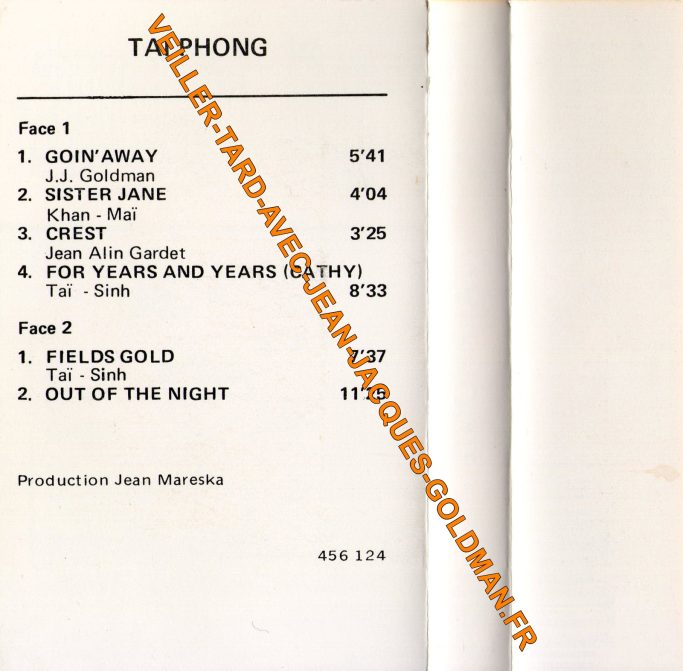 TAI PHONG
Face 1
1. GOIN'AWAY 5'41
J.J. Goldman
2. SISTER JANE 4'04
Khan - Maï
3. CREST 3'25
Jean Alin Gardet
4. FOR YEARS AND YEARS (CATHY)
Taï - Sinh 8'33
Face 2
1. FIELDS GOLD 7'37
Taï - Sinh
2. OUT OF THE NIGHT 11'25
Production Jean Mareska
456 124
VEILLER-TARD-AVEC-JEAN-JACQUES-GOLDMAN.FR